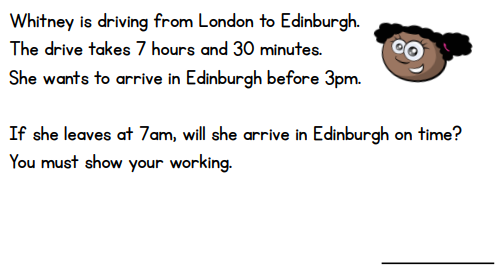 Whitney is driving from London to Edinburgh.
The drive takes 7 hours and 30 minutes.
She wants to arrive in Edinburgh before 3pm.
If she leaves at 7am, will she arrive in Edinburgh on time?
You must show your working.